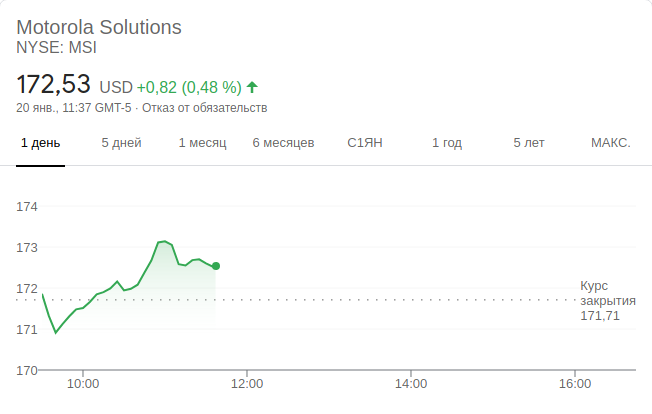 Motorola Solutions
NYSE: MSI
172,53 USD +0,82 (0,48 %)
20 янв., 11:37 GMT-5 · Отказ от обязательств
1 день 5 дней 1 месяц 6 месяцев С1ЯН 1 год 5 лет МАКС.
174
173
172
171
170
Курс
закрытия
171,71
10:00 12:00 14:00 16:00